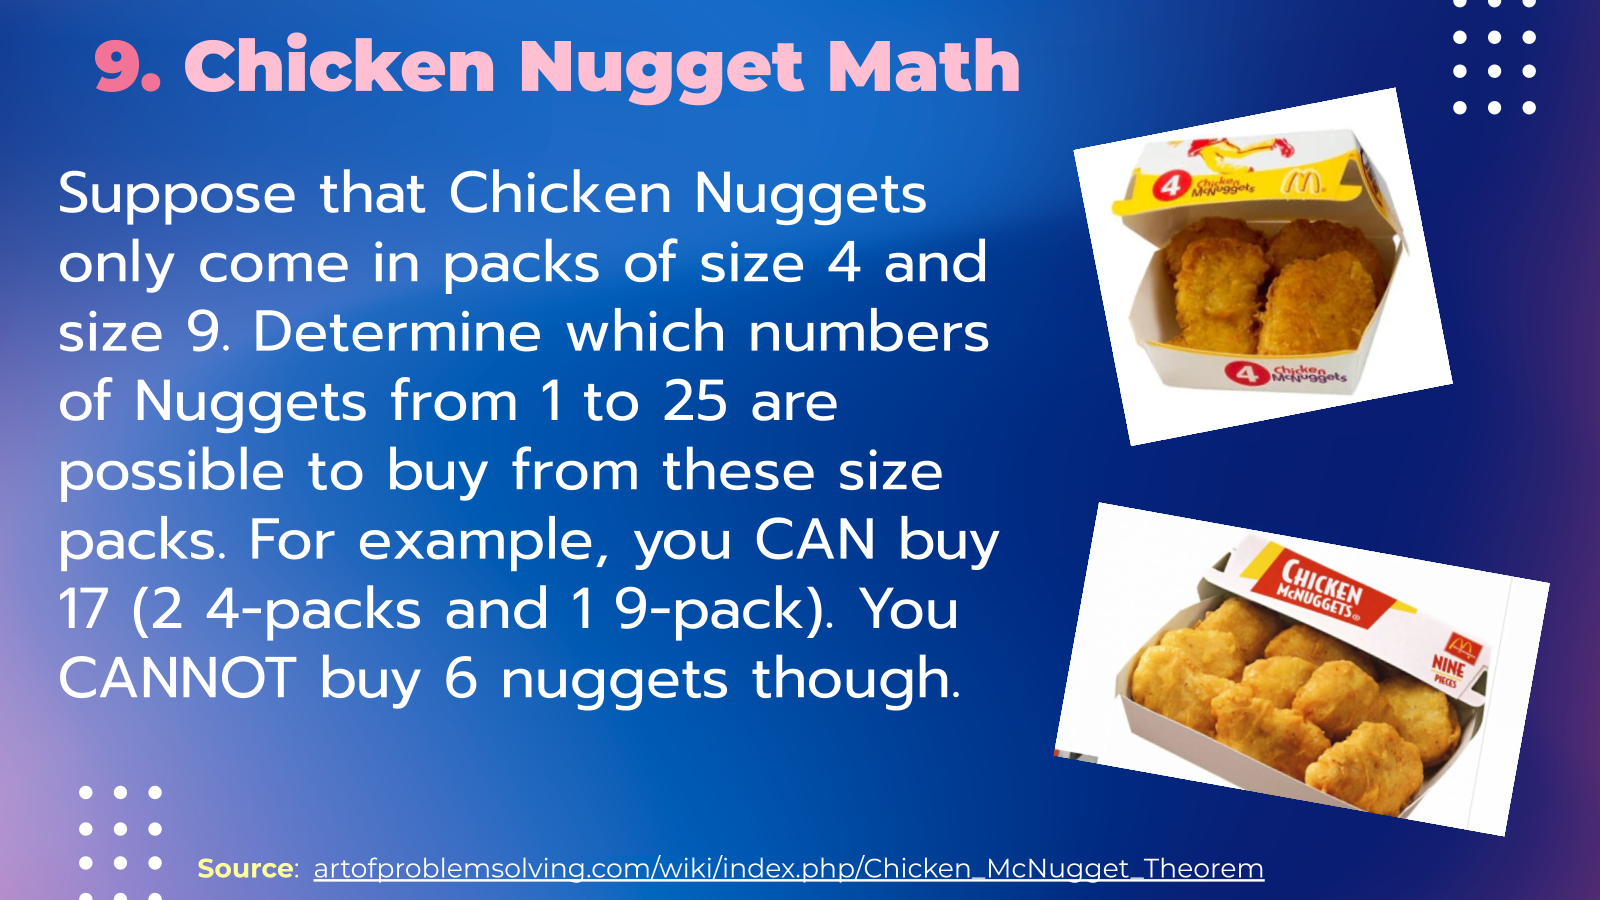 9. Chicken Nugget Math
Suppose that Chicken Nuggets
only come in packs of size 4 and
size 9. Determine which numbers
of Nuggets from 1 to 25 are
possible to buy from these size
packs. For example, you CAN buy
17 (2 4-packs and 1 9-pack). You
CANNOT buy 6 nuggets though.
4 Chicken
McNuggets
4 Chicken
McNuggets
CHICKEN
McNUGGETS®
NINE
PIECES
Source: artofproblemsolving.com/wiki/index.php/Chicken_McNugget_Theorem